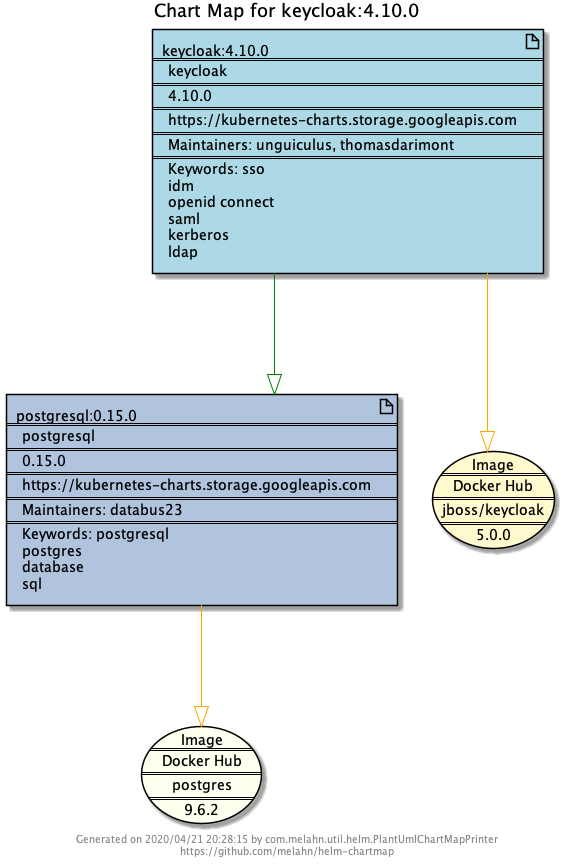 Chart Map for keycloak:4.10.0
keycloak:4.10.0
keycloak
4.10.0
https://kubernetes-charts.storage.googleapis.com
Maintainers: unguiculus, thomasdarimont
Keywords: sso
idm
openid connect
saml
kerberos
ldap
postgresql:0.15.0
postgresql
0.15.0
https://kubernetes-charts.storage.googleapis.com
Maintainers: databus23
Keywords: postgresql
postgres
database
sql
Image
Docker Hub
jboss/keycloak
5.0.0
Image
Docker Hub
postgres
9.6.2
Generated on 2020/04/21 20:28:15 by com.melahn.util.helm.PlantUmlChartMapPrinter
https://github.com/melahn/helm-chartmap